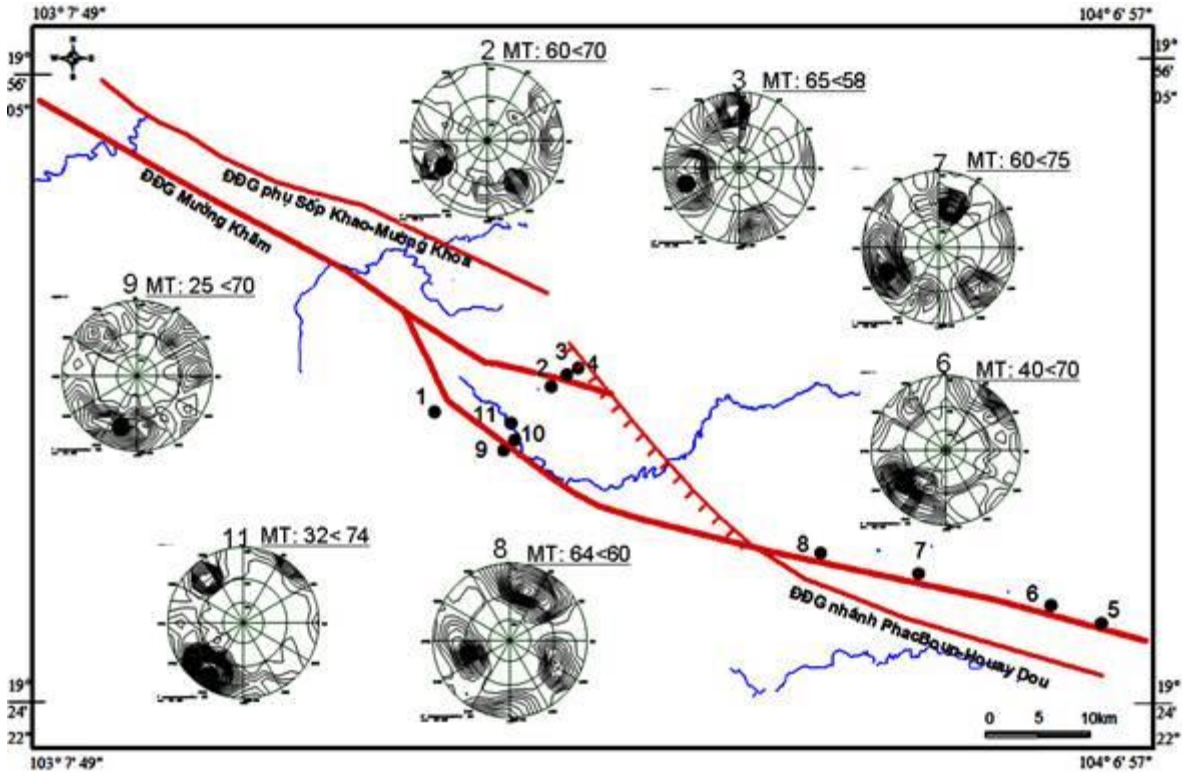 103° 7' 49"
104° 6' 57"
19°
56'
05"
19°
56'
05"
2 MT: 60<70
3 MT: 65<58
7 MT: 60<75
ĐĐG phụ Sốp Khao-Mường Khoa
ĐĐG Mường Khăm
9 MT: 25 <70
6 MT: 40<70
3
4
2
1
11
10
9
11 MT: 32< 74
8 MT: 64<60
8
7
6
5
ĐĐG nhánh PhacBoun-Houay Dou
0 5 10km
19°
24'
22"
19°
24'
22"
103° 7' 49"
104° 6' 57"